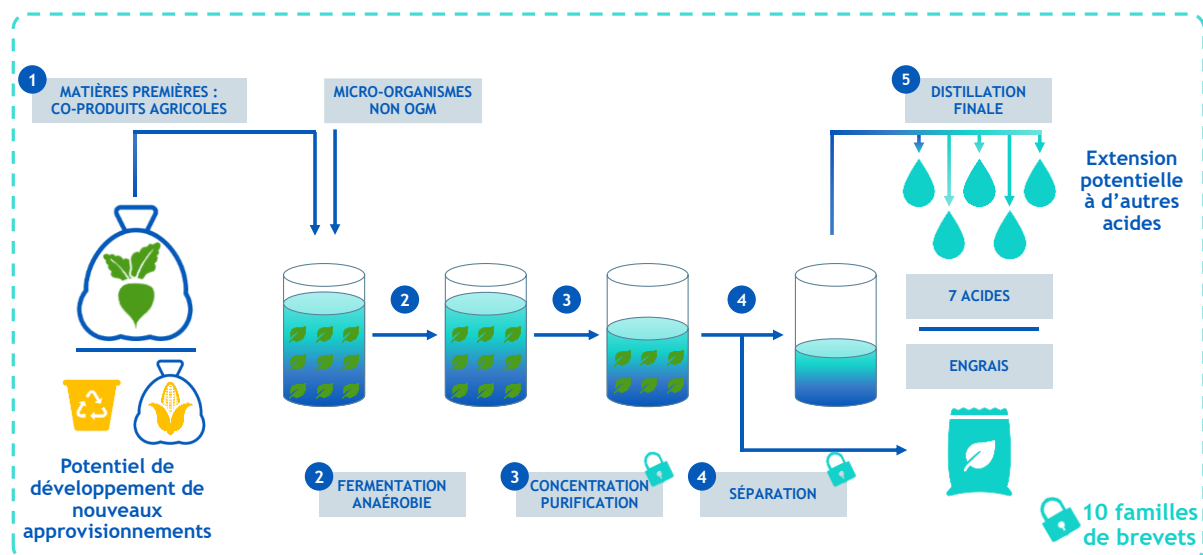 1
MATIÈRES PREMIÈRES :
CO-PRODUITS AGRICOLES
MICRO-ORGANISMES
NON OGM
5
DISTILLATION
FINALE
Extension
potentielle
à d'autres
acides
2
3
4
7 ACIDES
ENGRAIS
Potentiel de
développement de
nouveaux
approvisionnements
2
FERMENTATION
ANAÉROBIE
3
CONCENTRATION
PURIFICATION
4
SÉPARATION
10 familles
de brevets